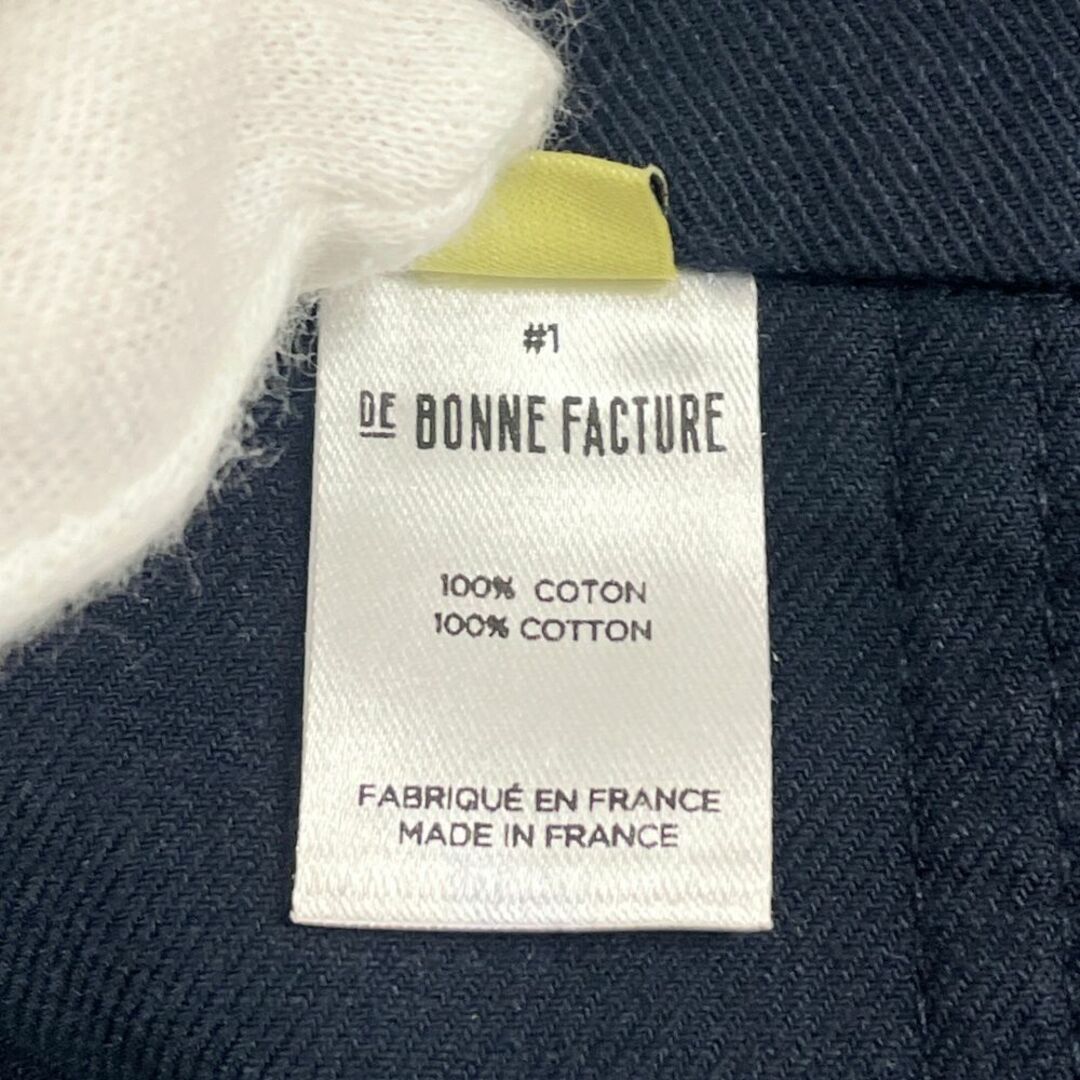 #1
DE BONNE FACTURE
100% COTON
100% COTTON
FABRIQUÉ EN FRANCE
MADE IN FRANCE